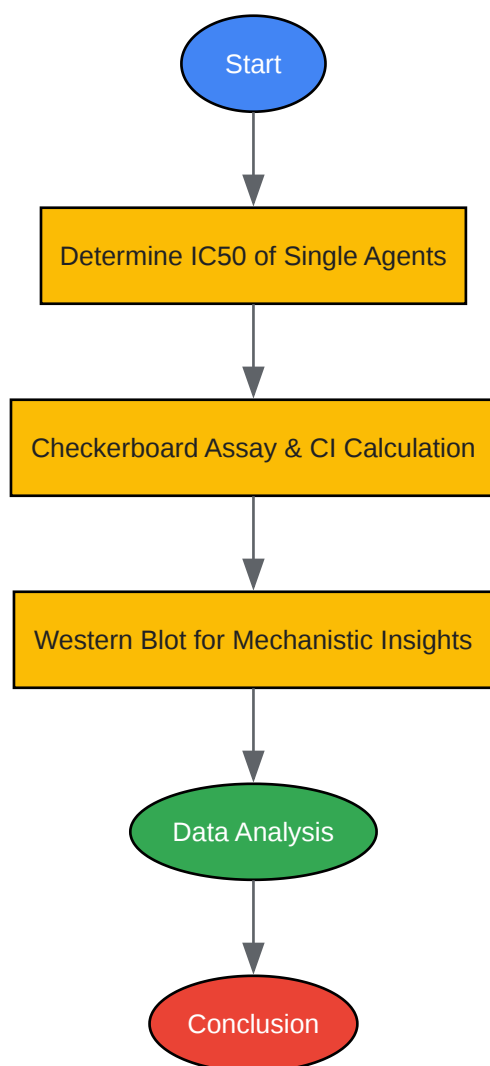 Start
Determine IC50 of Single Agents
Checkerboard Assay & CI Calculation
Western Blot for Mechanistic Insights
Data Analysis
Conclusion